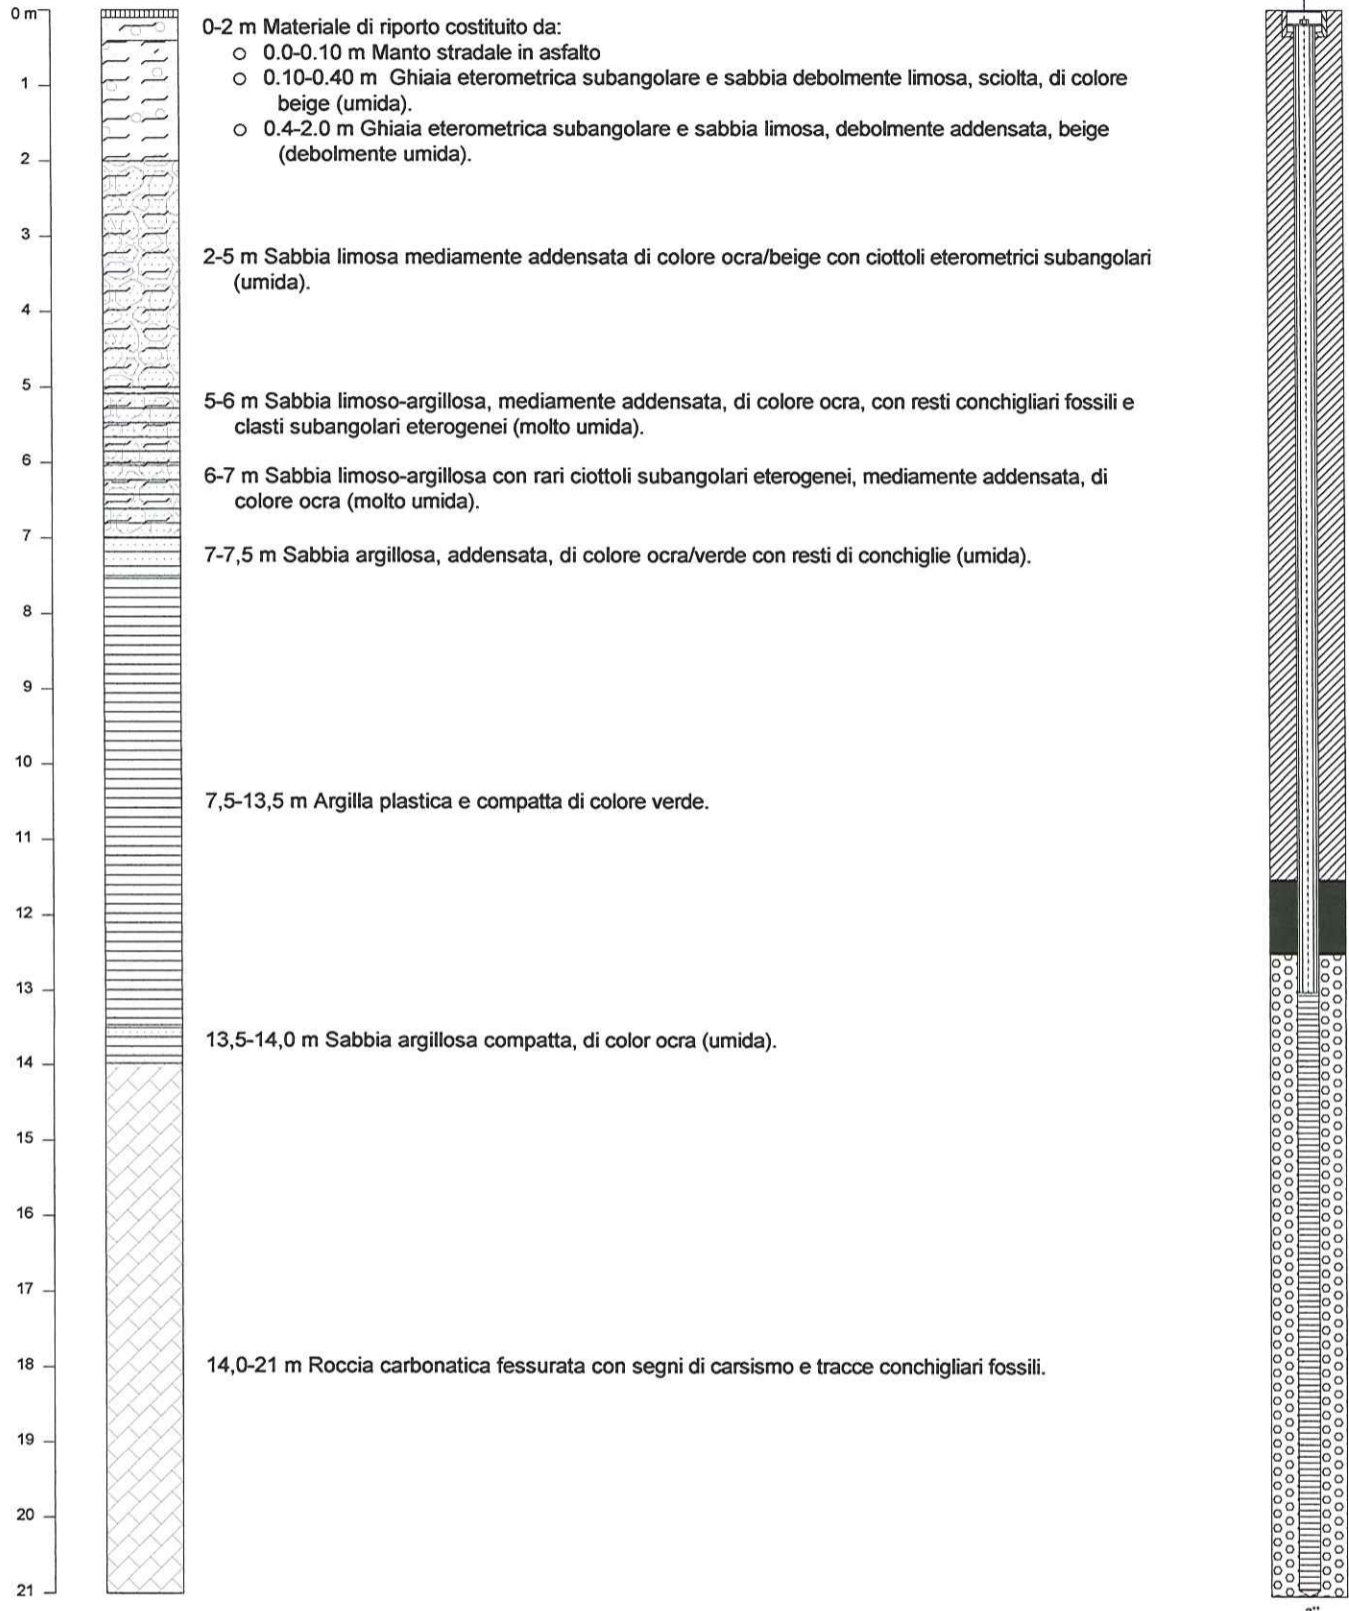 0 m
0-2 m Materiale di riporto costituito da:
o 0.0-0.10 m Manto stradale in asfalto
o 0.10-0.40 m Ghiaia eterometrica subangolare e sabbia debolmente limosa, sciolta, di colore
beige (umida).
o 0.4-2.0 m Ghiaia eterometrica subangolare e sabbia limosa, debolmente addensata, beige
(debolmente umida).
1
2
3
2-5 m Sabbia limosa mediamente addensata di colore ocra/beige con ciottoli eterometrici subangolari
(umida).
4
5
5-6 m Sabbia limoso-argillosa, mediamente addensata, di colore ocra, con resti conchigliari fossili e
clasti subangolari eterogenei (molto umida).
6
6-7 m Sabbia limoso-argillosa con rari ciottoli subangolari eterogenei, mediamente addensata, di
colore ocra (molto umida).
7
7-7,5 m Sabbia argillosa, addensata, di colore ocra/verde con resti di conchiglie (umida).
8
9
10
7,5-13,5 m Argilla plastica e compatta di colore verde.
11
12
13
13,5-14,0 m Sabbia argillosa compatta, di color ocra (umida).
14
15
16
17
18
14,0-21 m Roccia carbonatica fessurata con segni di carsismo e tracce conchigliari fossili.
19
20
21